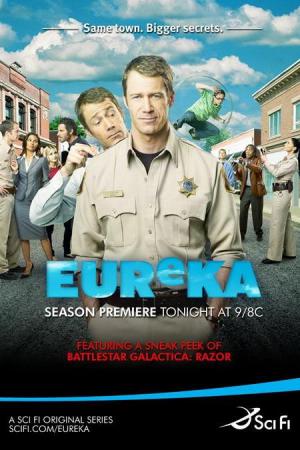 Same town. Bigger secrets.
EUReKA
SEASON PREMIERE TONIGHT AT 9/8C
FEATURING A SNEAK PEEK OF
BATTLESTAR GALACTICA: RAZOR
A SCI FI ORIGINAL SERIES
SCIFI.COM/EUREKA
SCI FI